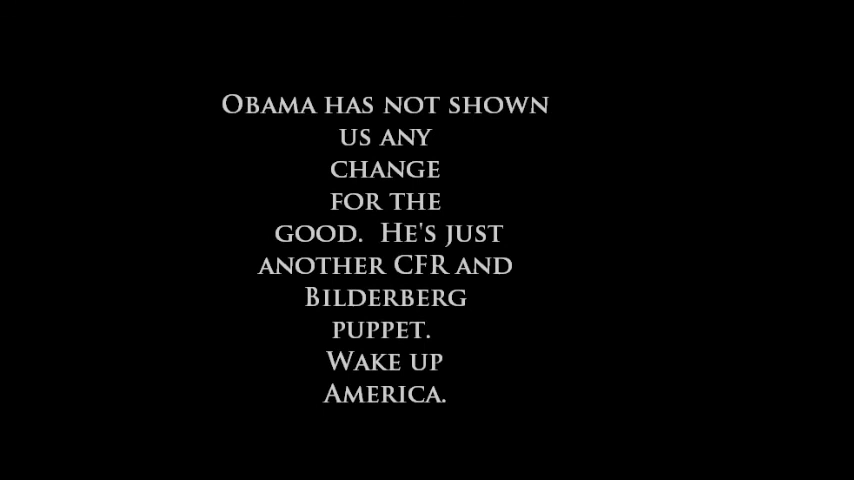 Obama has not shown
us any
change
for the
good.  He's just
another CFR and
Bilderberg
puppet.
Wake up
America.